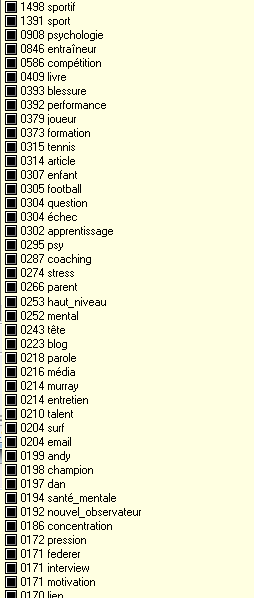 1498 sportif
1391 sport
0908 psychologie
0846 entraîneur
0586 compétition
0409 livre
0393 blessure
0392 performance
0379 joueur
0373 formation
0315 tennis
0314 article
0307 enfant
0305 football
0304 question
0304 échec
0302 apprentissage
0295 psy
0287 coaching
0274 stress
0266 parent
0253 haut_niveau
0252 mental
0243 tête
0223 blog
0218 parole
0216 média
0214 murray
0214 entretien
0210 talent
0204 surf
0204 email
0199 andy
0198 champion
0197 dan
0194 santé_mentale
0192 nouvel_observateur
0186 concentration
0172 pression
0171 federer
0171 interview
0171 motivation
0170 lien